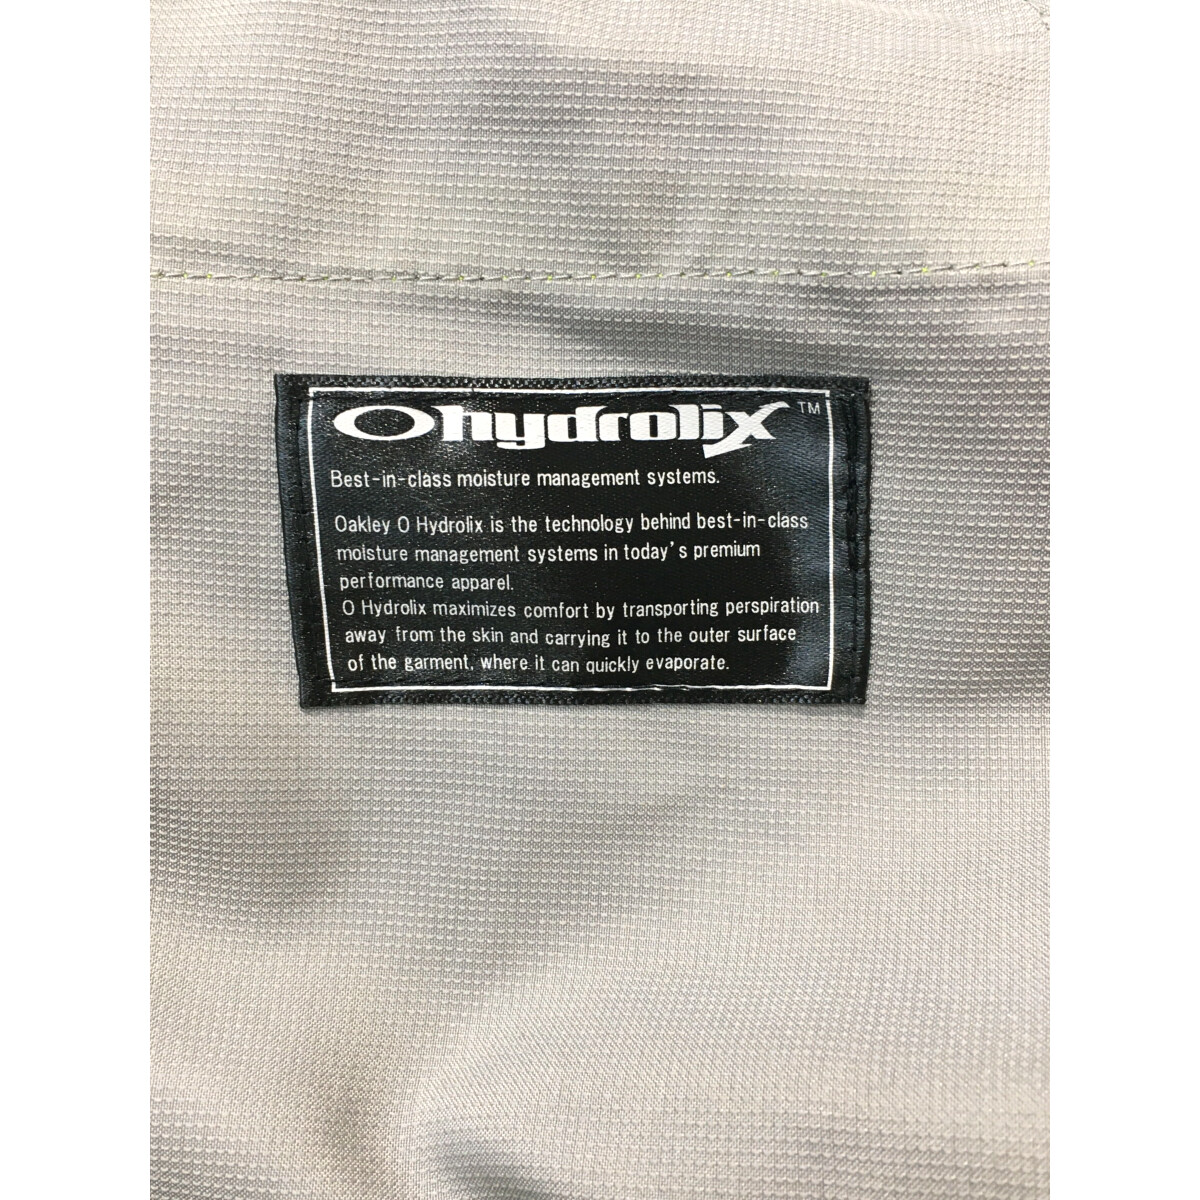 O hydrolix TM
Best-in-class moisture management systems.
Oakley O Hydrolix is the technology behind best-in-class
moisture management systems in today's premium
performance apparel.
O Hydrolix maximizes comfort by transporting perspiration
away from the skin and carrying it to the outer surface
of the garment, where it can quickly evaporate.